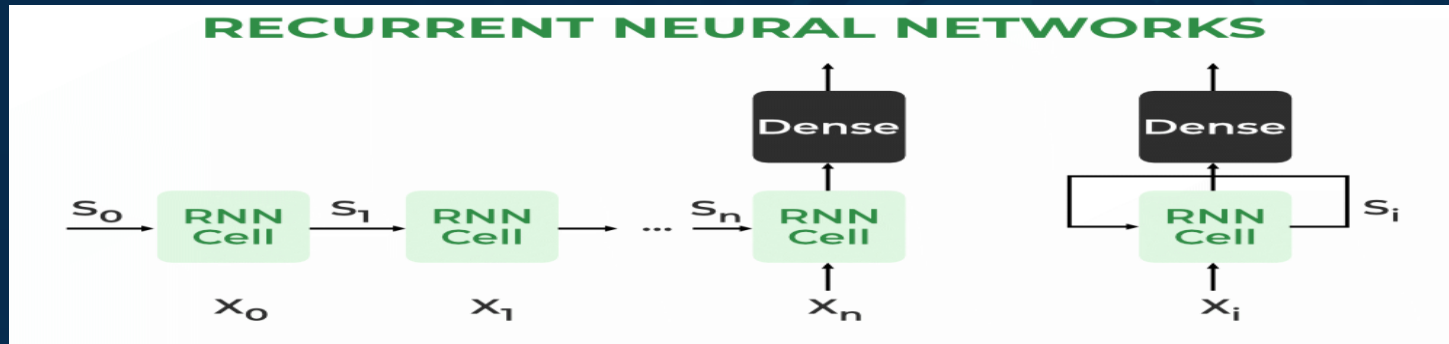 RECURRENT NEURAL NETWORKS
Dense
Dense
S0
RNN
Cell
S1
RNN
Cell
...
Sn
RNN
Cell
RNN
Cell
Si
X0
X1
Xn
Xi